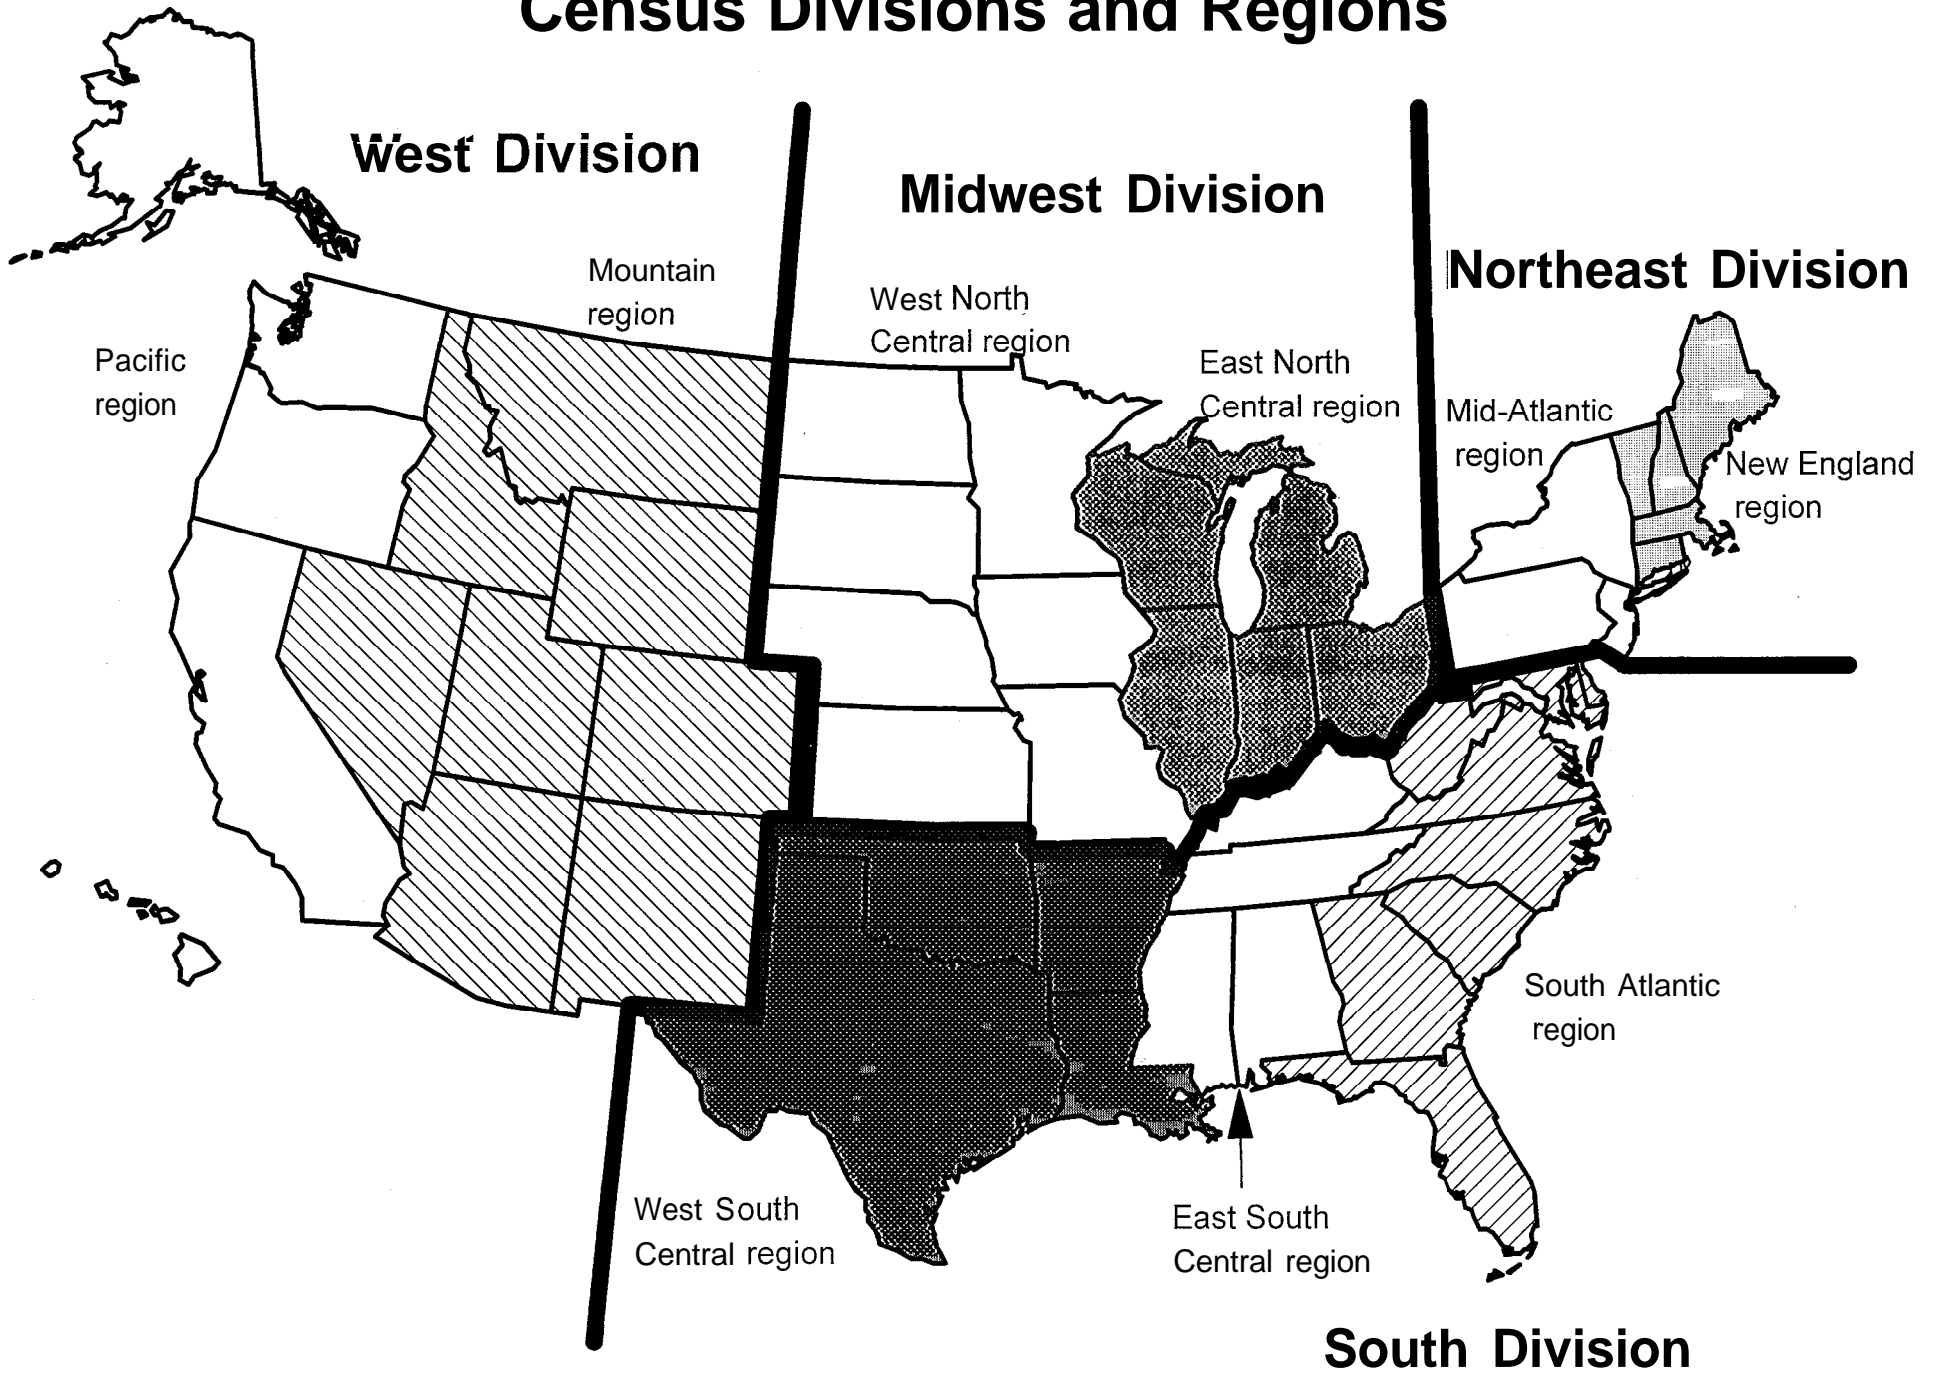 Census Divisions and Regions
West Division
Midwest Division
Northeast Division
Mountain
region
West North
Central region
Pacific
region
East North
Central region
Mid-Atlantic
region
New England
region
South Atlantic
region
West South
Central region
East South
Central region
South Division